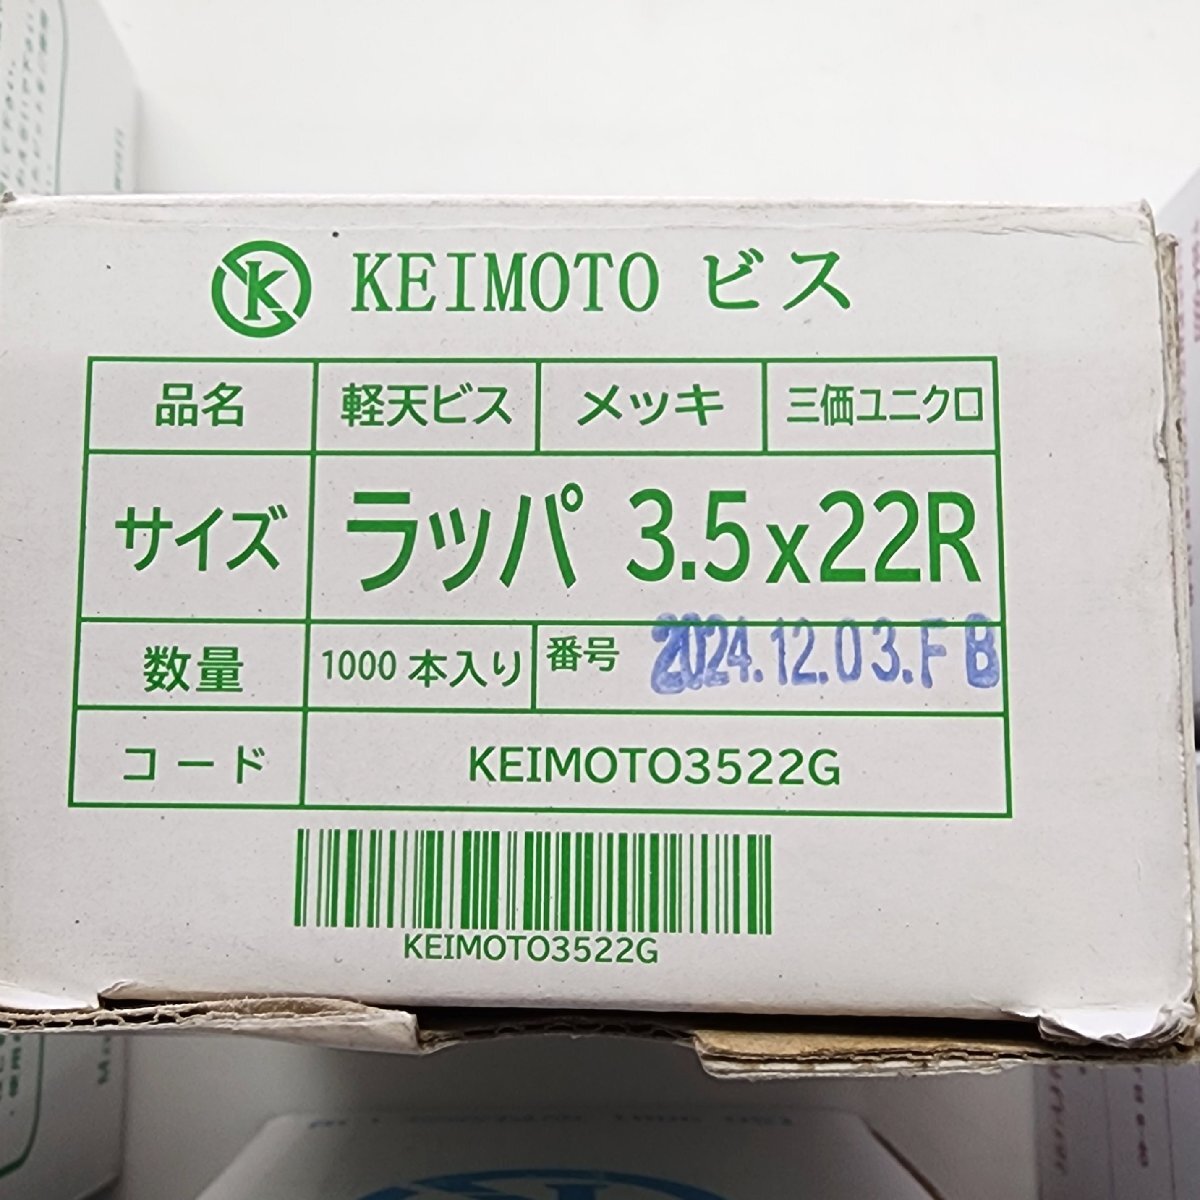 KEIMOTO ビス
品名 軽天ビス メッキ 三価ユニクロ
サイズ ラッパ 3.5x22R
数量 1000 本入り 番号 2024.12.03.FB
コード KEIMOTO3522G
KEIMOTO3522G